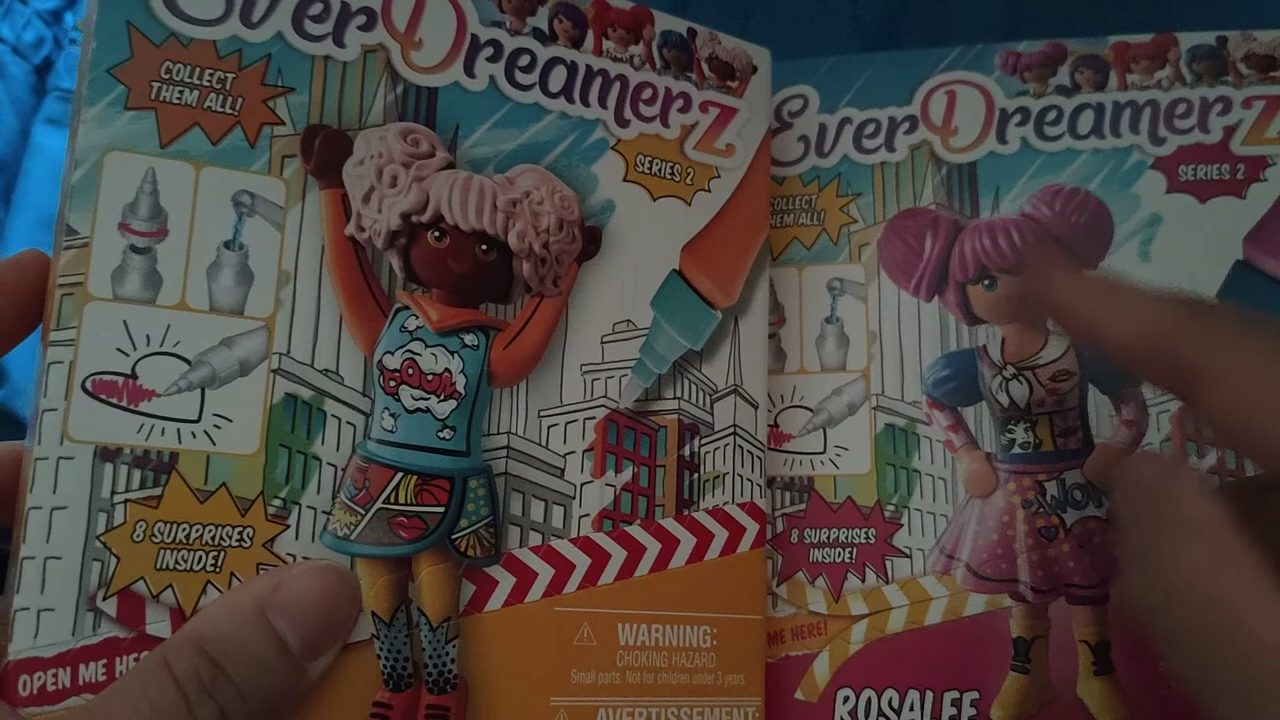 EverDreamerz
COLLECT
THEM ALL!
SERIES 2
BOUM
8 SURPRISES
INSIDE!
OPEN ME
WARNING:
CHOKING HAZARD
Small parts. Not for children under 3 years.
AVERTISSEMENT:
EverDreamerz
COLLECT
THEM ALL!
SERIES 2
8 SURPRISES
INSIDE!
ME HERE!
ROSALEE